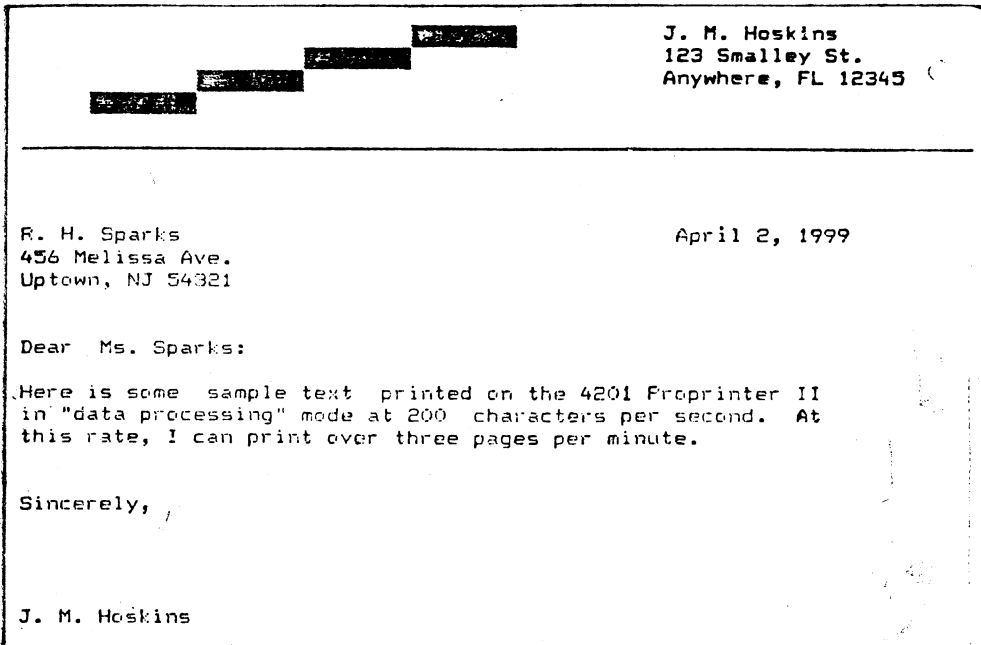 J. M. Hoskins
123 Smalley St.
Anywhere, FL 12345
R. H. Sparks
April 2, 1999
456 Melissa Ave.
Uptown, NJ 54321
Dear Ms. Sparks:
Here is some sample text printed on the 4201 Proprinter II
in "data processing" mode at 200 characters per second. At
this rate, I can print over three pages per minute.
Sincerely,
J. M. Hoskins